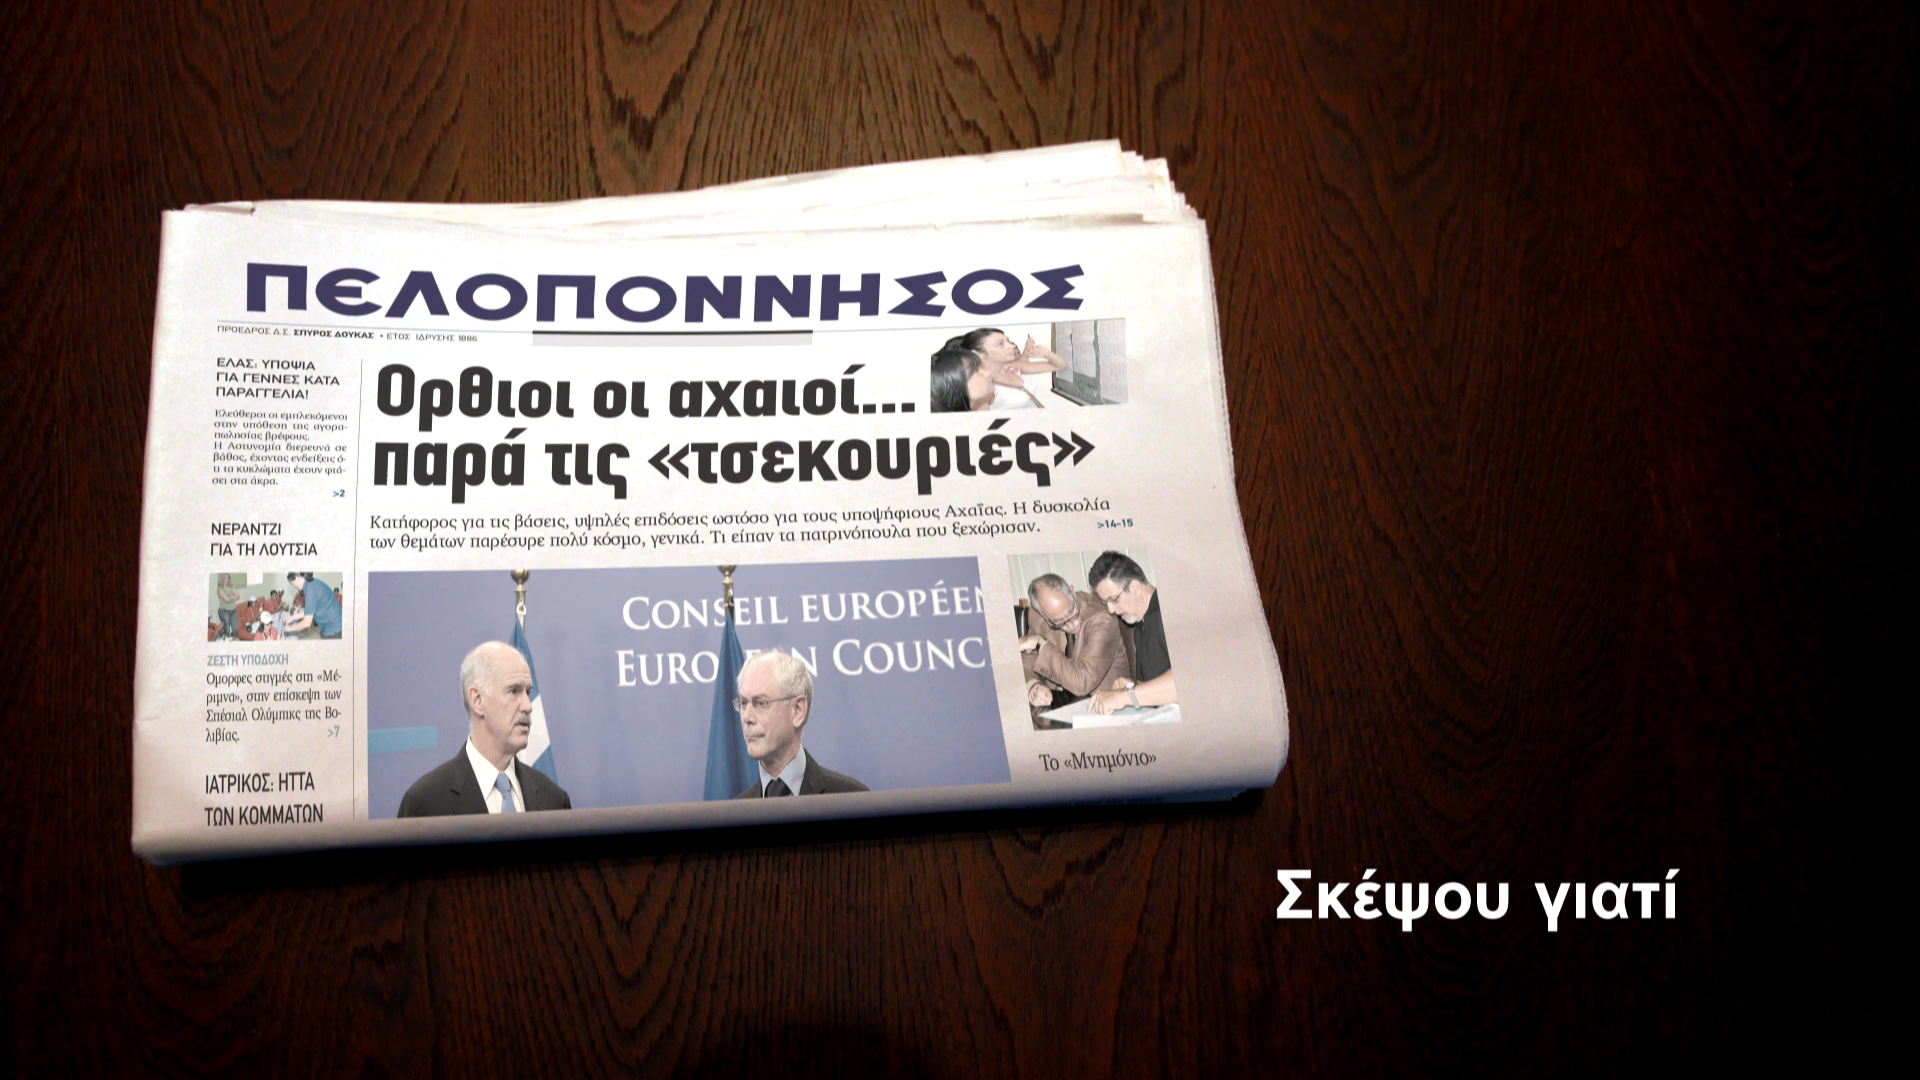 ΠΕΛΟΠΟΝΝΗΣΟΣ
ΠΡΟΕΔΡΟΣ Δ.Σ. ΣΠΥΡΟΣ ΔΟΥΚΑΣ • ΕΤΟΣ ΙΔΡΥΣΗΣ 1886
ΕΛΑΣ: ΥΠΟΨΙΑ
ΓΙΑ ΓΕΝΝΕΣ ΚΑΤΑ
ΠΑΡΑΓΓΕΛΙΑ!
Ελεύθεροι οι εμπλεκόμενοι
στην υπόθεση της αγορα-
πωλησίας βρέφους.
Η Αστυνομία διερευνά σε
βάθος, έχοντας ενδείξεις ό-
τι τα κυκλώματα έχουν φτά-
σει στα άκρα.
>2
ΝΕΡΑΝΤΖΙ
ΓΙΑ ΤΗ ΛΟΥΤΣΙΑ
ΖΕΣΤΗ ΥΠΟΔΟΧΗ
Ομορφες στιγμές στη «Μέ-
ριμνα», στην επίσκεψη των
Σπέσιαλ Ολύμπικς της Βο-
λιβίας.
>7
ΙΑΤΡΙΚΟΣ: ΗΤΤΑ
ΤΩΝ ΚΟΜΜΑΤΩΝ
Ορθιοι οι αχαιοί...
παρά τις «τσεκουριές»
Κατήφορος για τις βάσεις, υψηλές επιδόσεις ωστόσο για τους υποψήφιους Αχαΐας. Η δυσκολία
των θεμάτων παρέσυρε πολύ κόσμο, γενικά. Τι είπαν τα πατρινόπουλα που ξεχώρισαν.
>14-15
CONSEIL EUROPÉEN
EUROPEAN COUNC
Το «Μνημόνιο»
Σκέψου γιατί